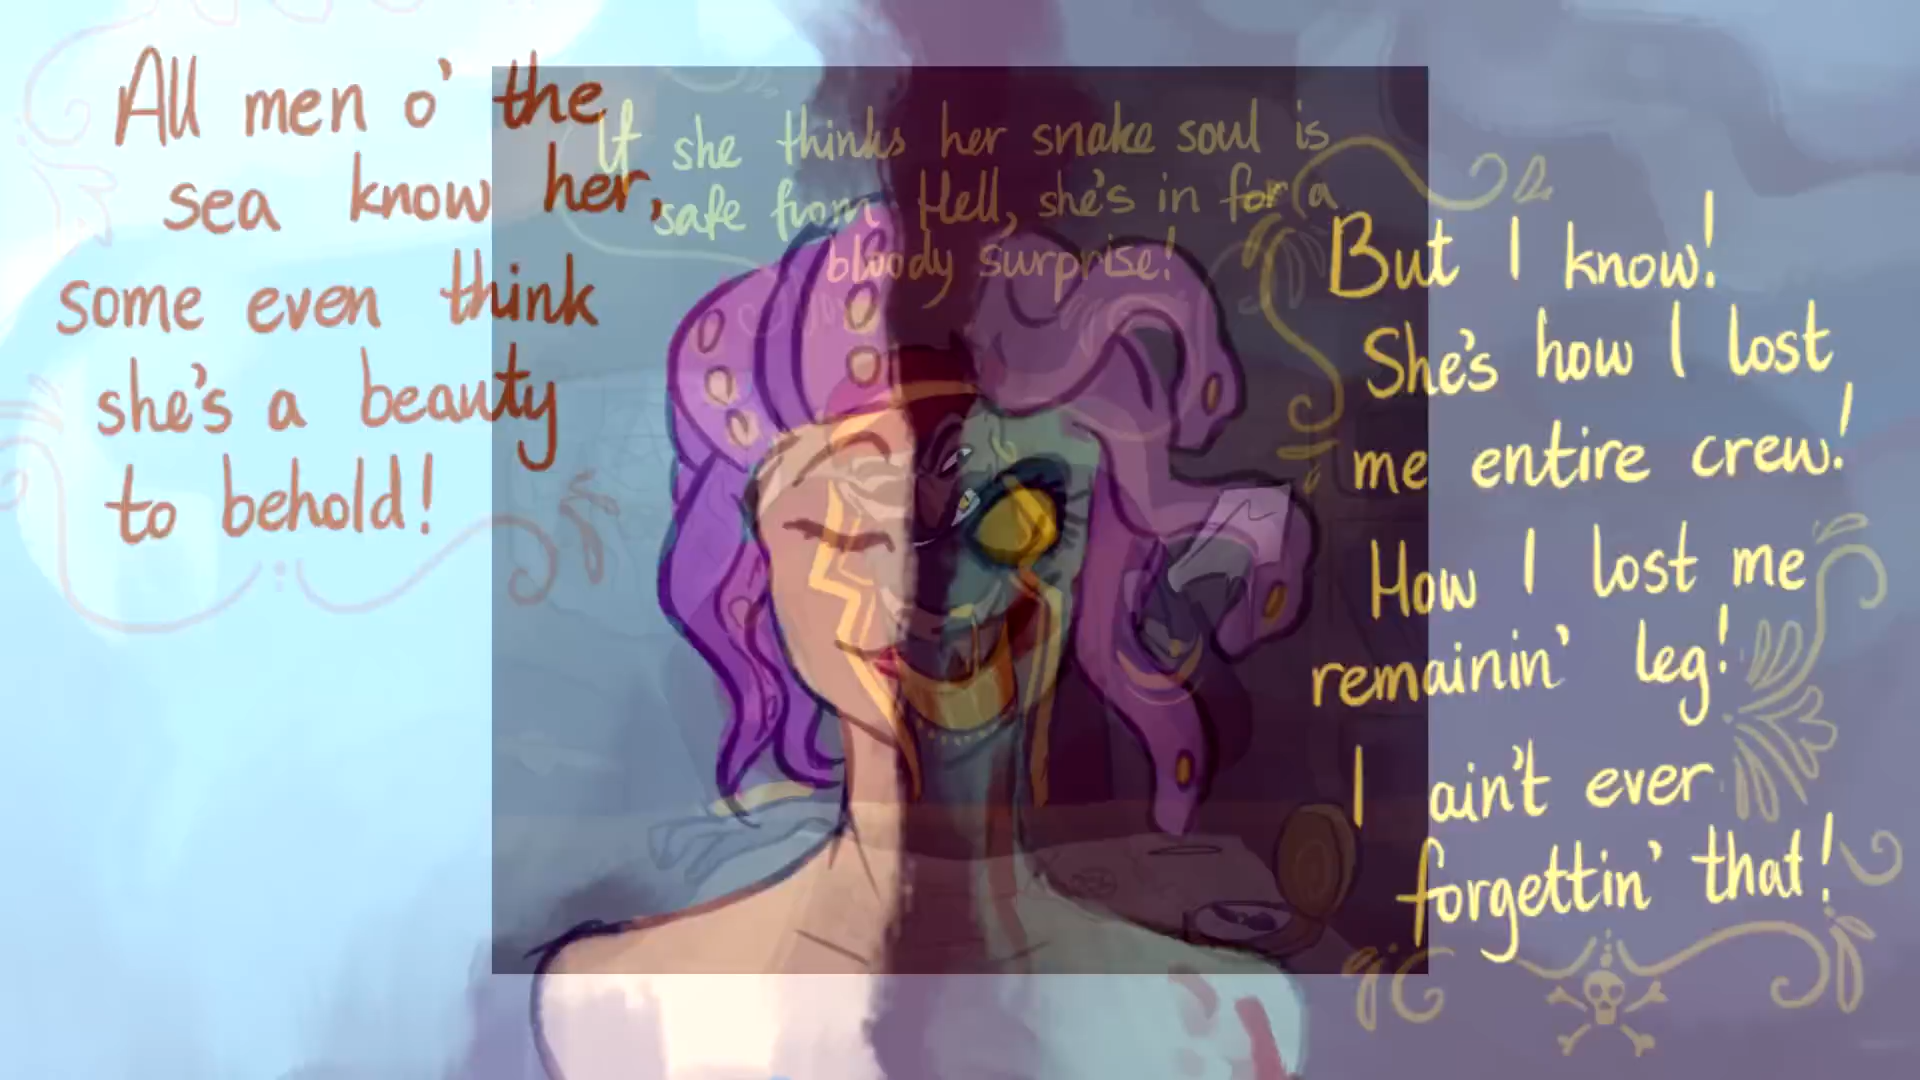 All men o' the
sea know her,
some even think
she's a beauty
to behold!
If she thinks her snake soul is
safe from Hell, she's in for a
bloody surprise!
But I know!
She's how I lost
me entire crew!
How I lost me
remainin' leg!
I ain't ever
forgettin' that!